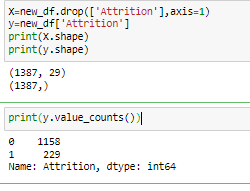 X=new_df.drop(['Attrition'],axis=1)
y=new_df['Attrition']
print(X.shape)
print(y.shape)
(1387, 29)
(1387,)
print(y.value_counts())
0    1158
1     229
Name: Attrition, dtype: int64